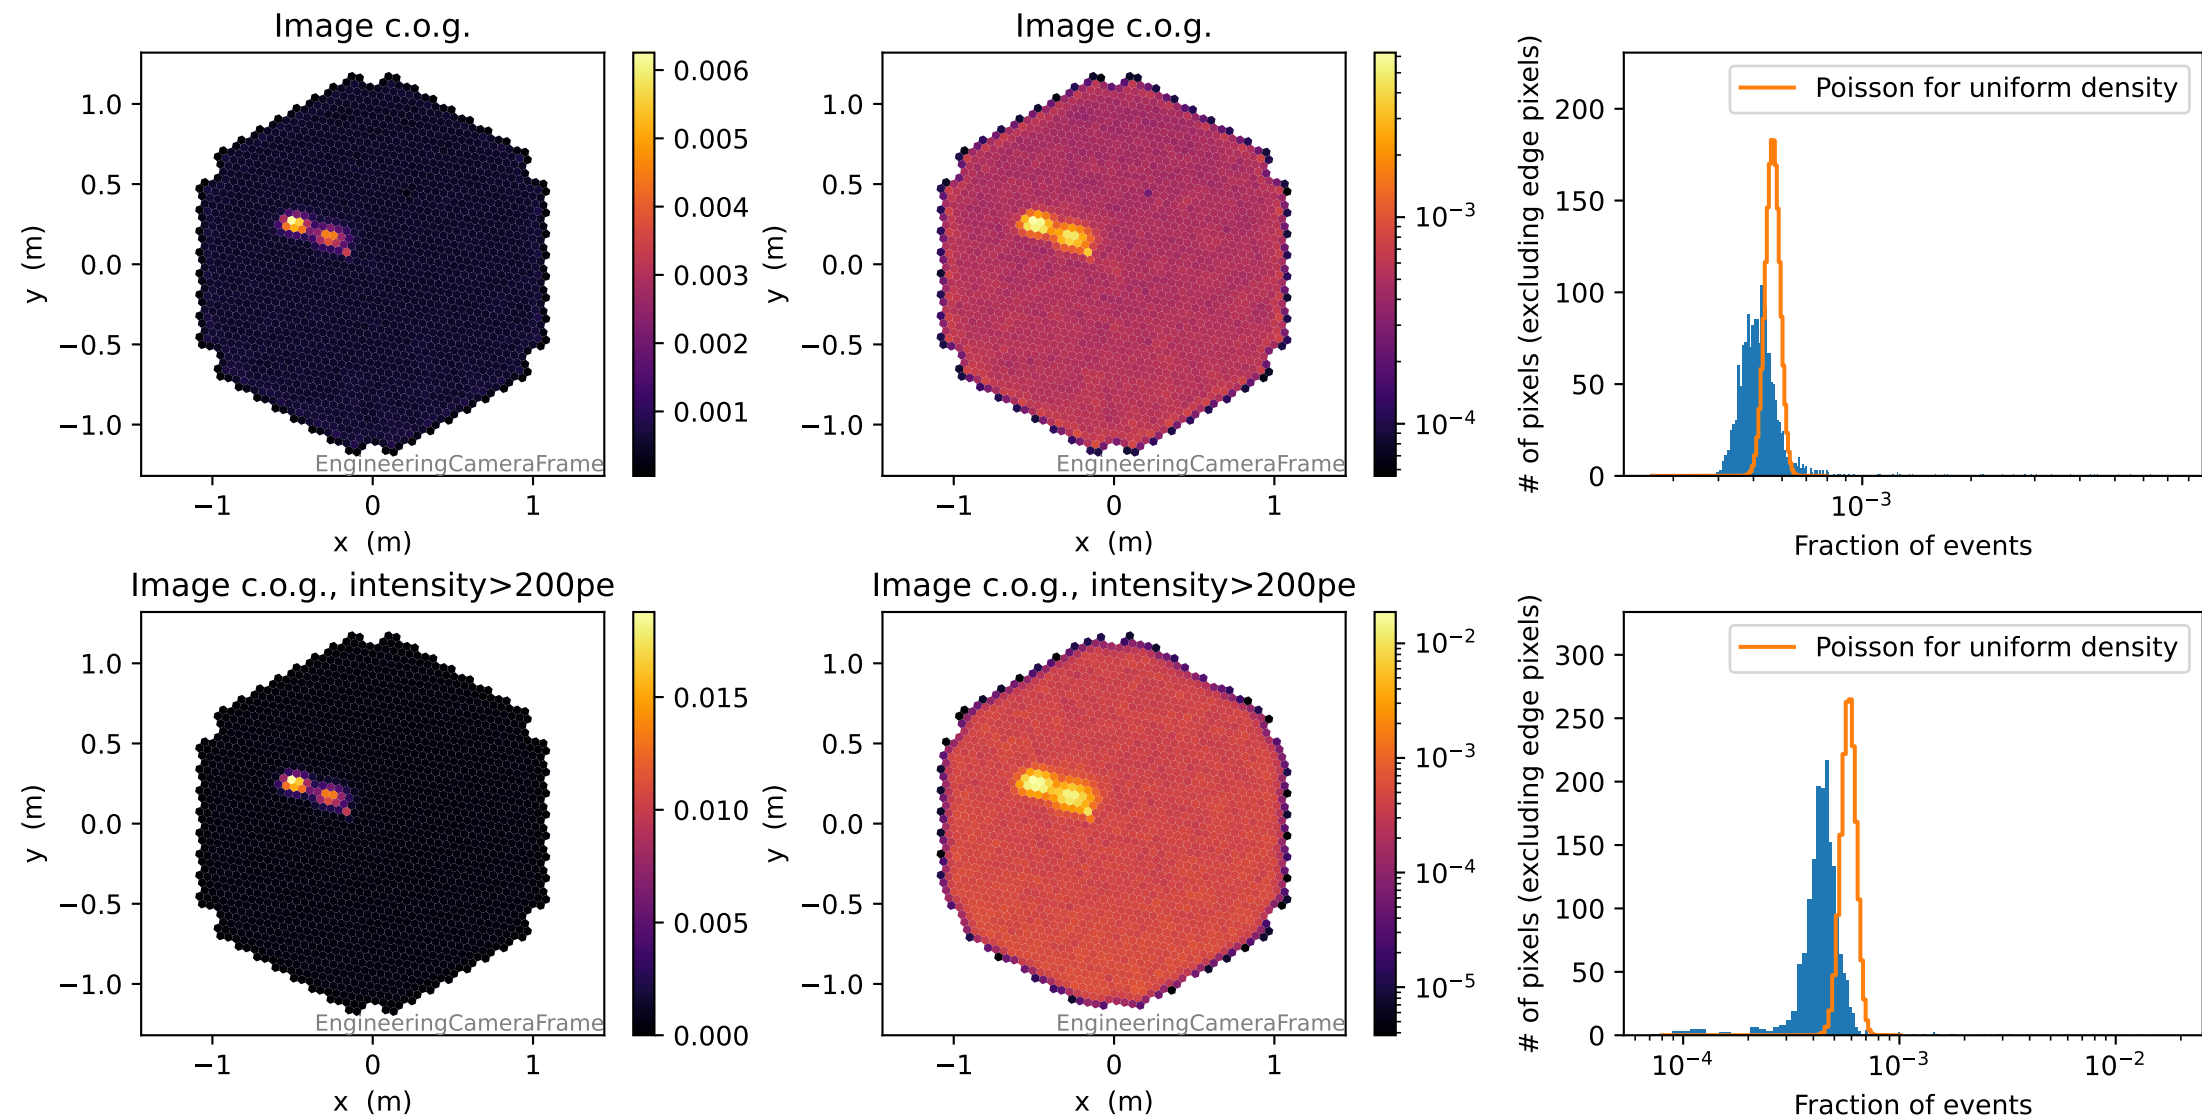 Image c.o.g.
1.0
0.5
0.0
−0.5
−1.0
y (m)
−1
0
1
x (m)
EngineeringCameraFrame
0.006
0.005
0.004
0.003
0.002
0.001
Image c.o.g.
1.0
0.5
0.0
−0.5
−1.0
y (m)
−1
0
1
x (m)
EngineeringCameraFrame
10⁻³
10⁻⁴
Poisson for uniform density
200
150
100
50
0
# of pixels (excluding edge pixels)
10⁻³
Fraction of events
Image c.o.g., intensity>200pe
1.0
0.5
0.0
−0.5
−1.0
y (m)
−1
0
1
x (m)
EngineeringCameraFrame
0.015
0.010
0.005
0.000
Image c.o.g., intensity>200pe
1.0
0.5
0.0
−0.5
−1.0
y (m)
−1
0
1
x (m)
EngineeringCameraFrame
10⁻²
10⁻³
10⁻⁴
10⁻⁵
Poisson for uniform density
300
250
200
150
100
50
0
# of pixels (excluding edge pixels)
10⁻⁴
10⁻³
10⁻²
Fraction of events